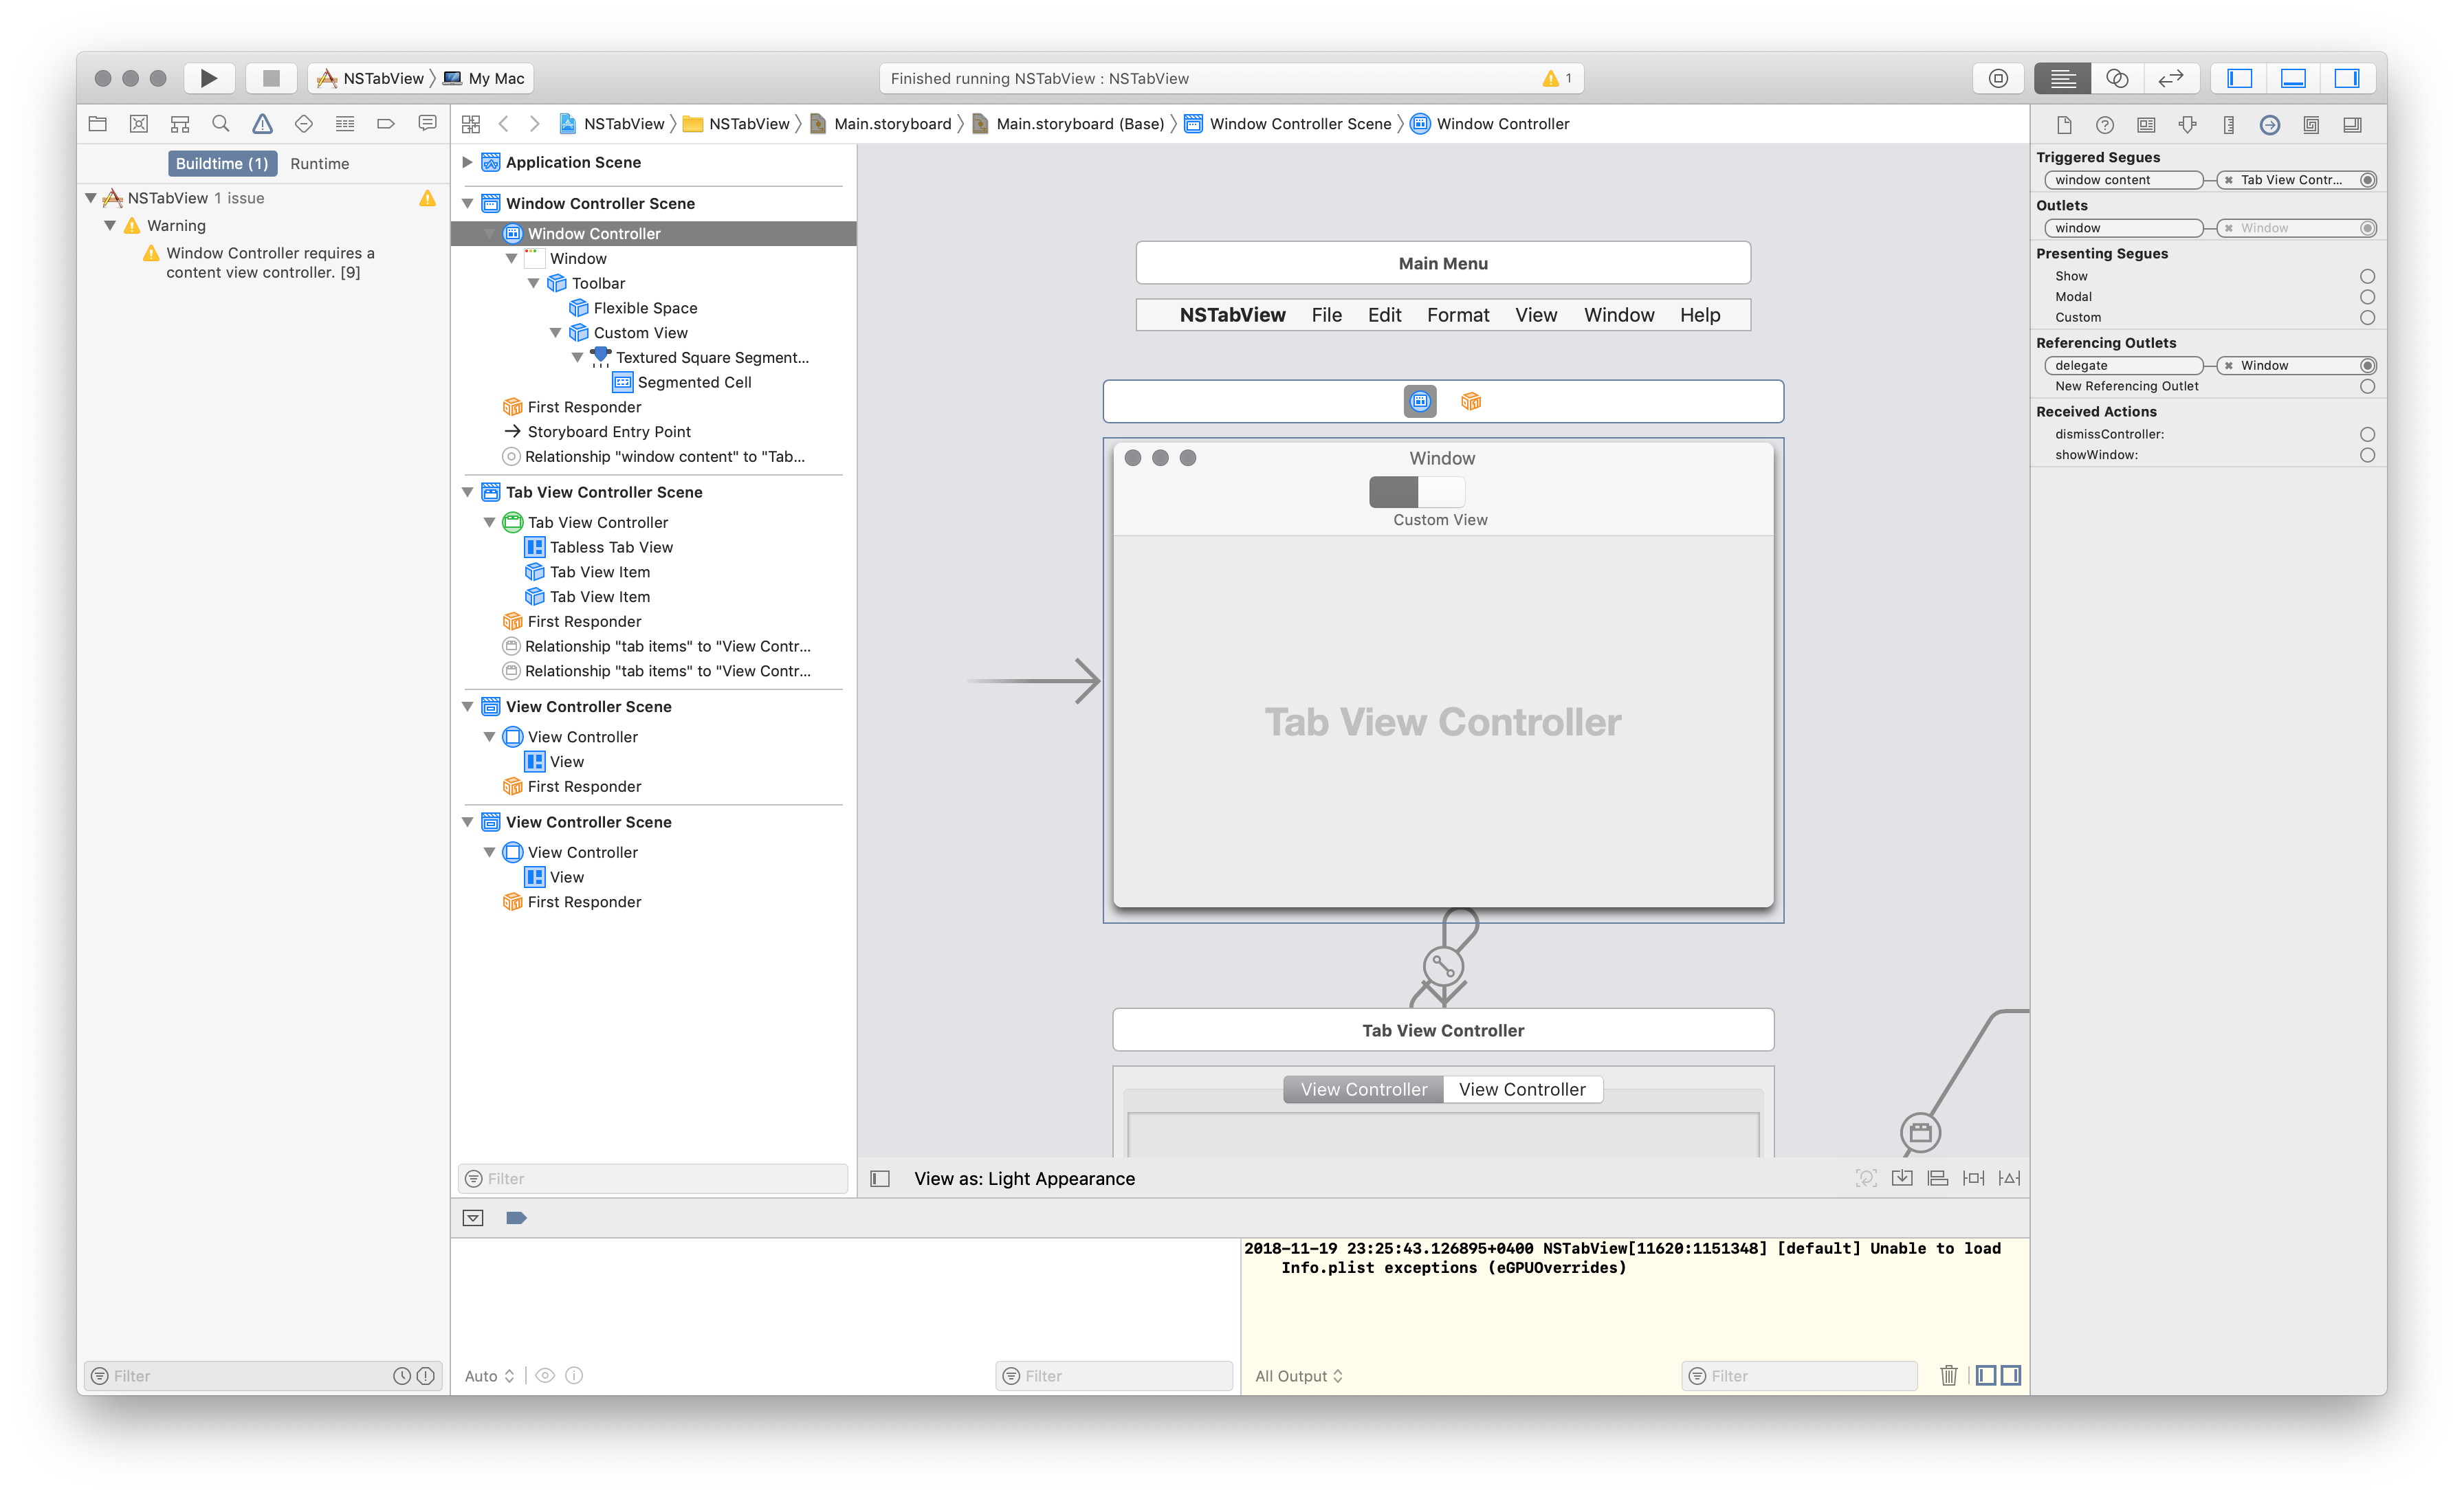 NSTabView
My Mac
Finished running NSTabView : NSTabView
1
NSTabView
NSTabView
Main.storyboard
Main.storyboard (Base)
Window Controller Scene
Window Controller
Buildtime (1)
Runtime
NSTabView 1 issue
Warning
Window Controller requires a
content view controller. [9]
Filter
Application Scene
Window Controller Scene
Window Controller
Window
Toolbar
Flexible Space
Custom View
Textured Square Segment...
Segmented Cell
First Responder
Storyboard Entry Point
Relationship "window content" to "Tab...
Tab View Controller Scene
Tab View Controller
Tabless Tab View
Tab View Item
Tab View Item
First Responder
Relationship "tab items" to "View Contr...
Relationship "tab items" to "View Contr...
View Controller Scene
View Controller
View
First Responder
View Controller Scene
View Controller
View
First Responder
Filter
Main Menu
NSTabView File Edit Format View Window Help
Window
Custom View
Tab View Controller
Tab View Controller
View Controller
View Controller
View as: Light Appearance
Triggered Segues
window content
Tab View Contr...
Outlets
window
Window
Presenting Segues
Show
Modal
Custom
Referencing Outlets
delegate
Window
New Referencing Outlet
Received Actions
dismissController:
showWindow:
2018-11-19 23:25:43.126895+0400 NSTabView[11620:1151348] [default] Unable to load
Info.plist exceptions (eGPUOverrides)
Auto
Filter
All Output
Filter